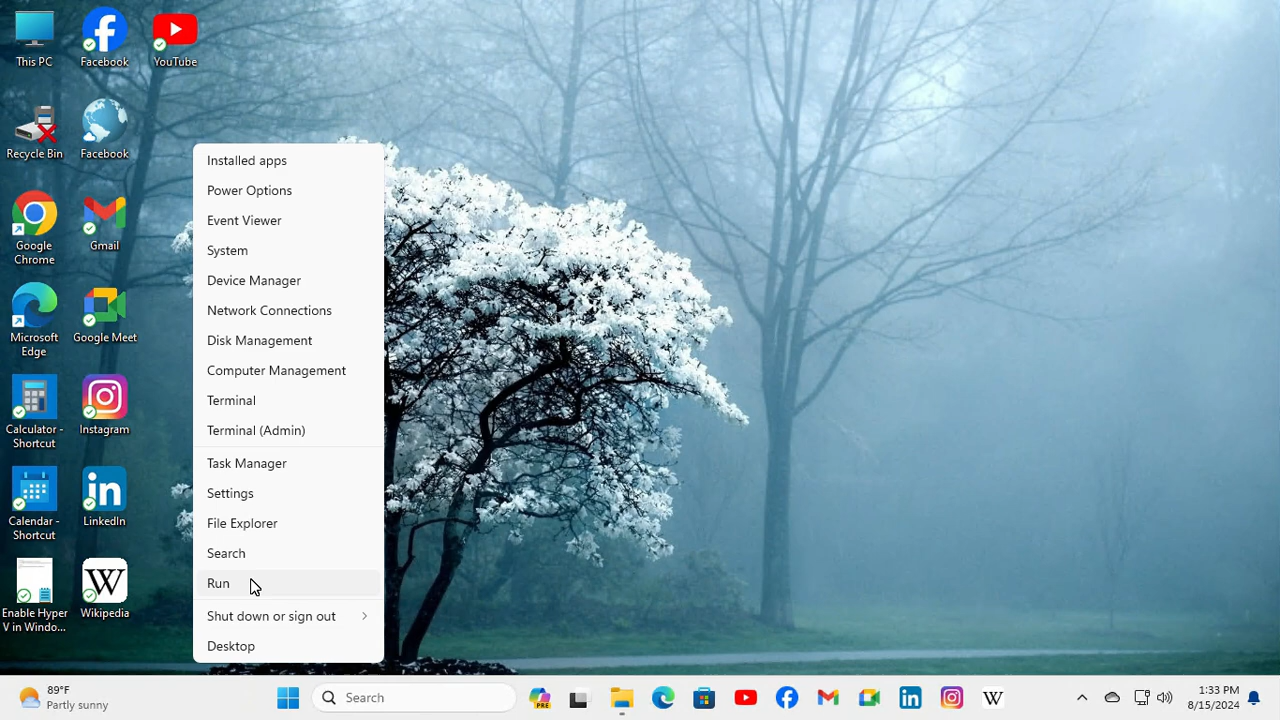 This PC
Facebook
YouTube
Recycle Bin
Facebook
Google
Chrome
Gmail
Microsoft
Edge
Google Meet
Calculator -
Shortcut
Instagram
Calendar -
Shortcut
LinkedIn
Enable Hyper
V in Windo...
Wikipedia
Installed apps
Power Options
Event Viewer
System
Device Manager
Network Connections
Disk Management
Computer Management
Terminal
Terminal (Admin)
Task Manager
Settings
File Explorer
Search
Run
Shut down or sign out
Desktop
89°F
Partly sunny
Search
PRE
1:33 PM
8/15/2024